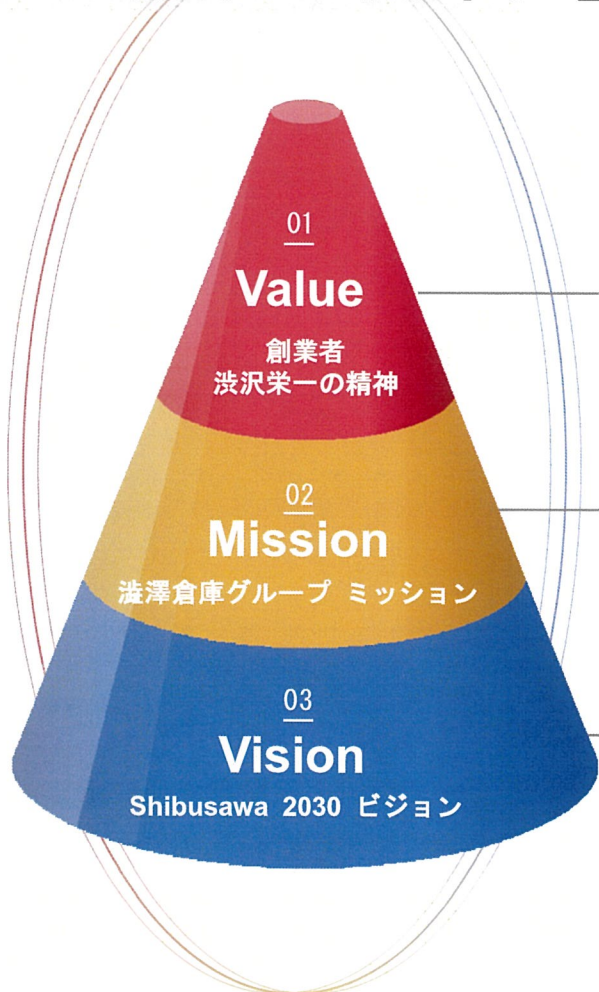 01
Value
創業者
渋沢栄一の精神
02
Mission
澁澤倉庫グループ ミッション
03
Vision
Shibusawa 2030 ビジョン